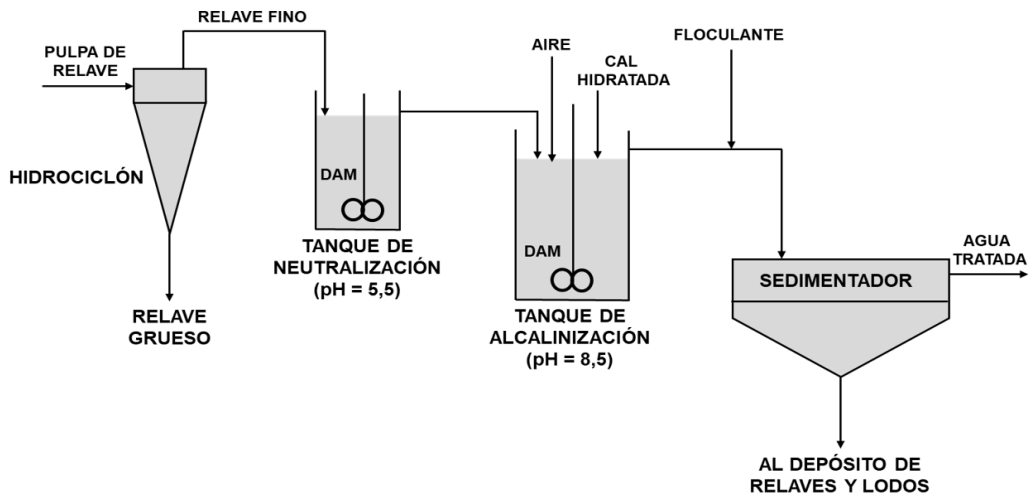 RELAVE FINO
PULPA DE
RELAVE
HIDROCICLÓN
RELAVE
GRUESO
DAM
TANQUE DE
NEUTRALIZACIÓN
(pH = 5,5)
AIRE
CAL
HIDRATADA
DAM
TANQUE DE
ALCALINIZACIÓN
(pH = 8,5)
FLOCULANTE
SEDIMENTADOR
AGUA
TRATADA
AL DEPÓSITO DE
RELAVES Y LODOS